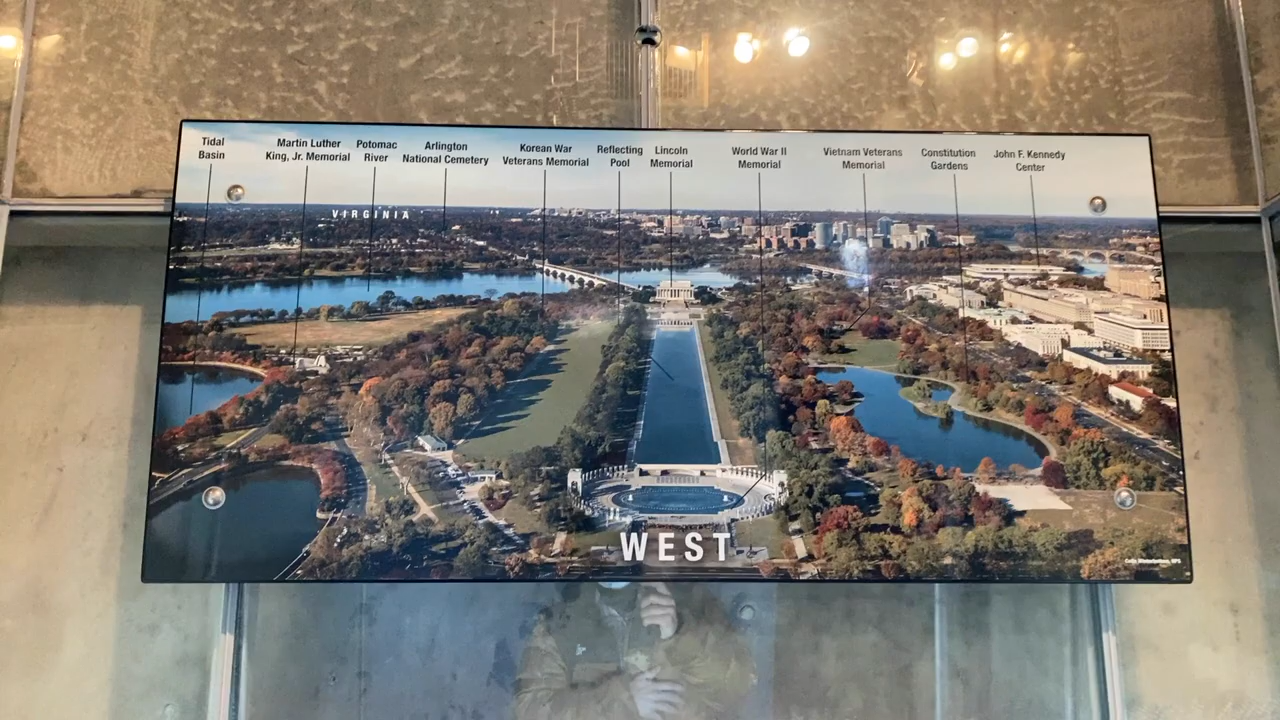 Tidal
Basin
Martin Luther
King, Jr. Memorial
Potomac
River
Arlington
National Cemetery
Korean War
Veterans Memorial
Reflecting
Pool
Lincoln
Memorial
World War II
Memorial
Vietnam Veterans
Memorial
Constitution
Gardens
John F. Kennedy
Center
VIRGINIA
WEST